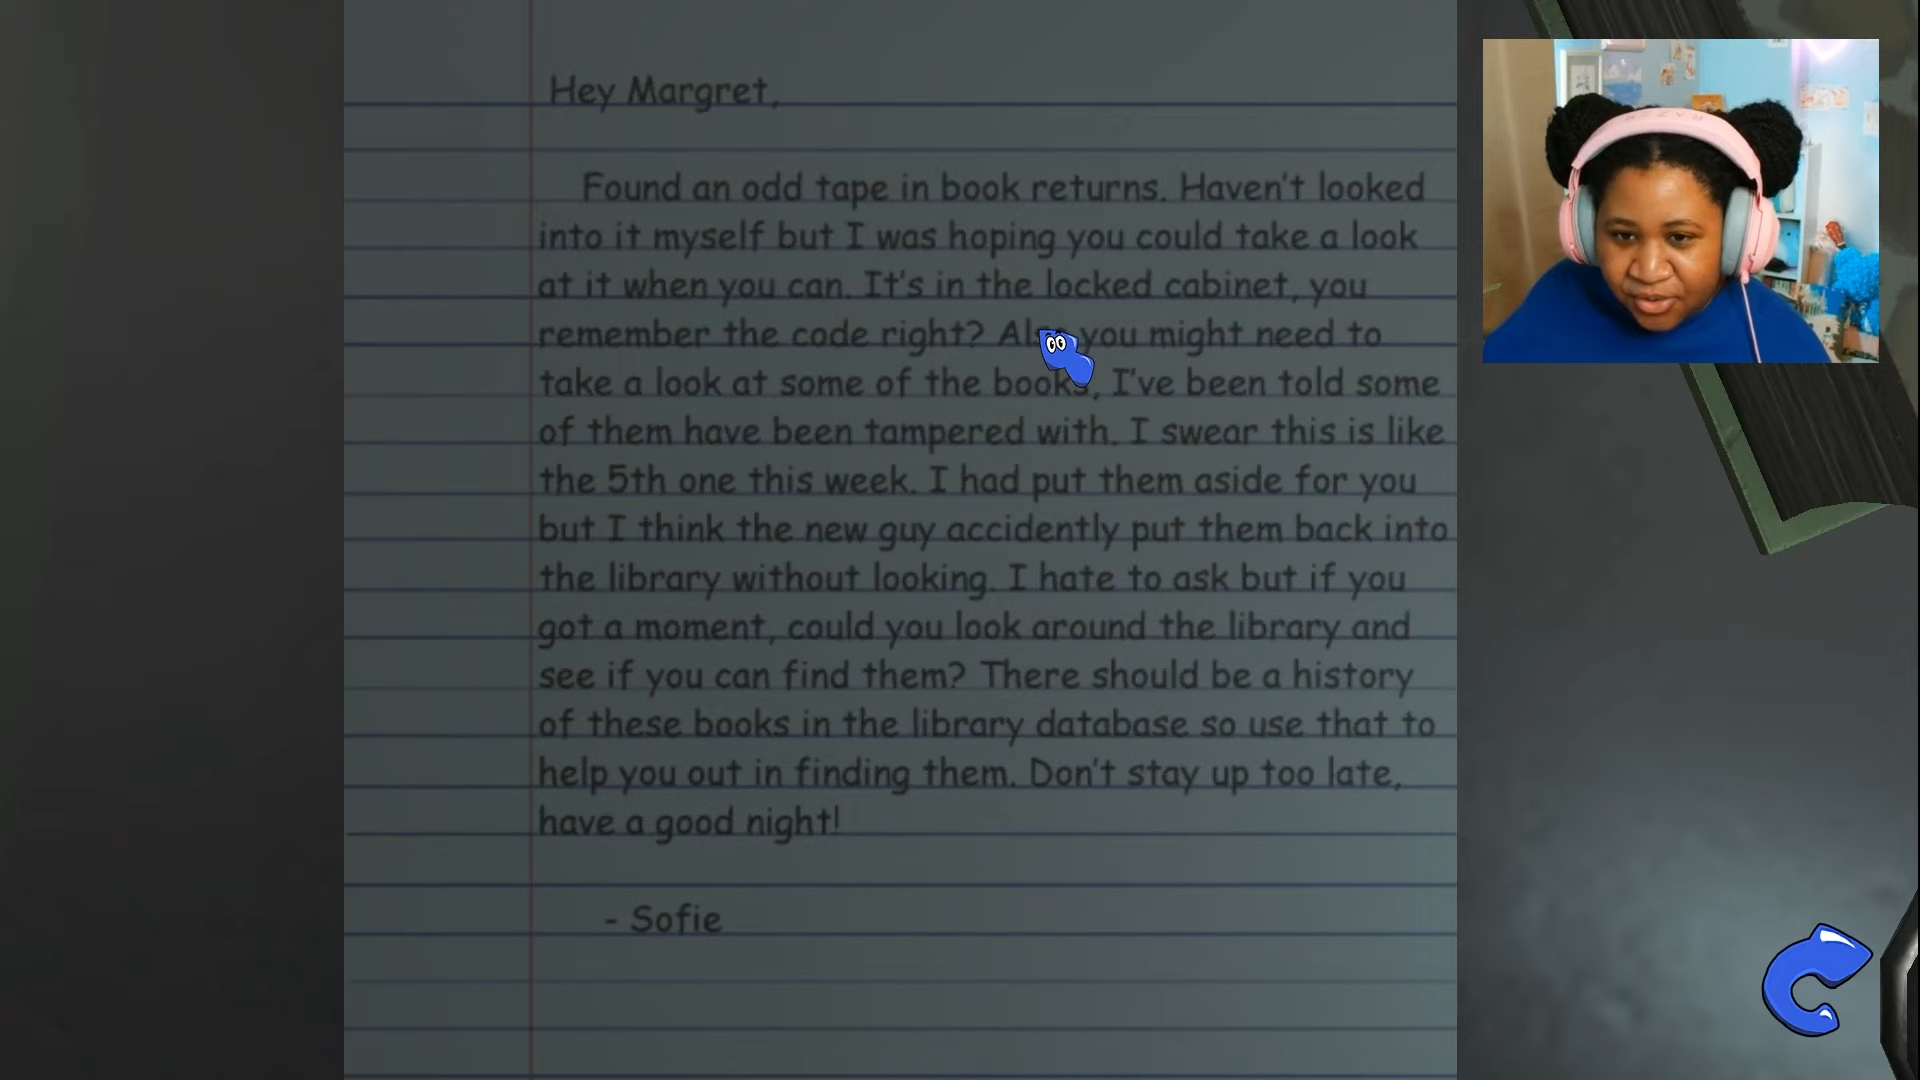 Hey Margret,
Found an odd tape in book returns. Haven't looked
into it myself but I was hoping you could take a look
at it when you can. It's in the locked cabinet, you
remember the code right? Also you might need to
take a look at some of the books, I've been told some
of them have been tampered with. I swear this is like
the 5th one this week. I had put them aside for you
but I think the new guy accidently put them back into
the library without looking. I hate to ask but if you
got a moment, could you look around the library and
see if you can find them? There should be a history
of these books in the library database so use that to
help you out in finding them. Don't stay up too late,
have a good night!
- Sofie